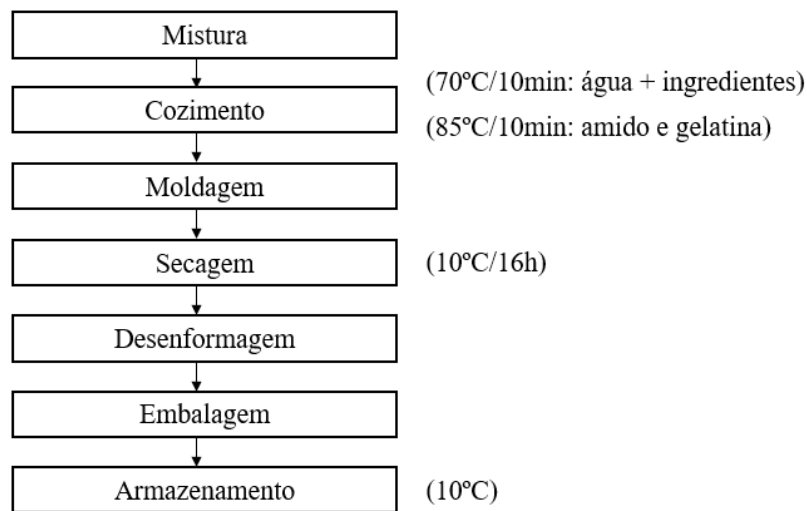 Mistura
(70ºC/10min: água + ingredientes)
Cozimento
(85ºC/10min: amido e gelatina)
Moldagem
Secagem (10ºC/16h)
Desenformagem
Embalagem
Armazenamento (10ºC)